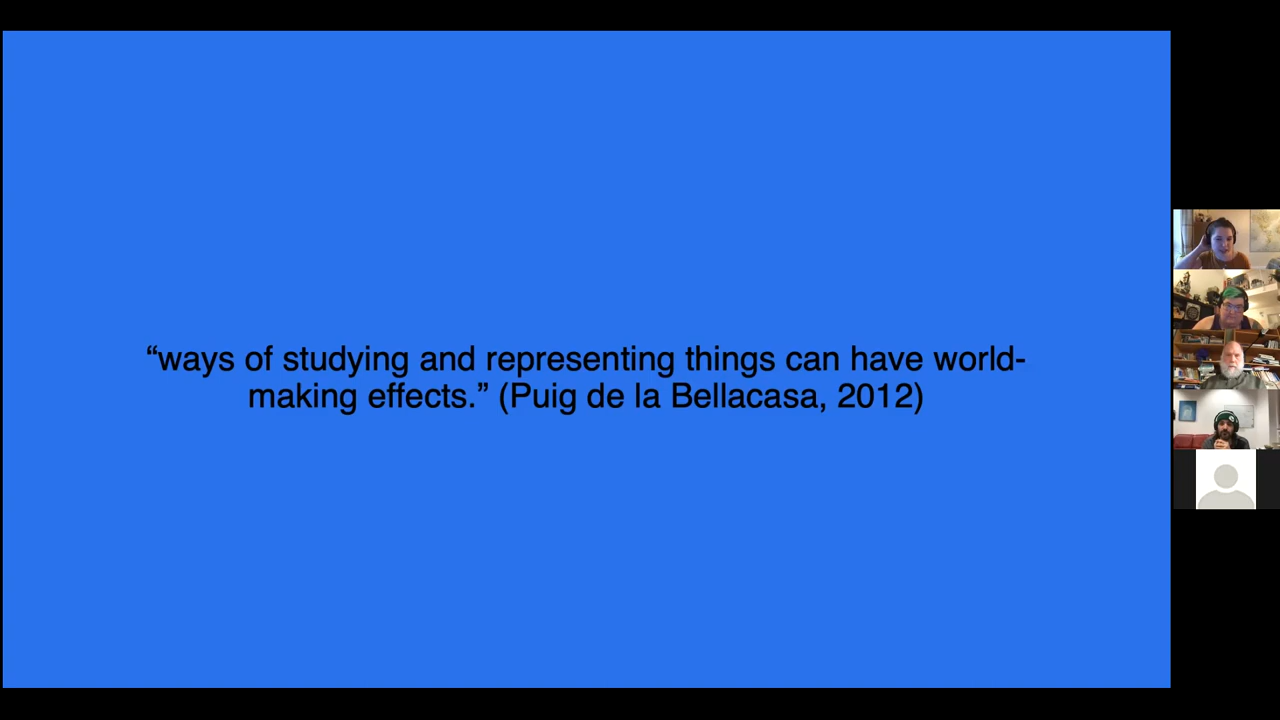 “ways of studying and representing things can have world-
making effects.” (Puig de la Bellacasa, 2012)